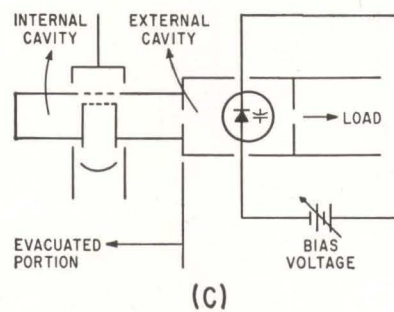 INTERNAL
CAVITY
EXTERNAL
CAVITY
LOAD
EVACUATED
PORTION
BIAS
VOLTAGE
(C)